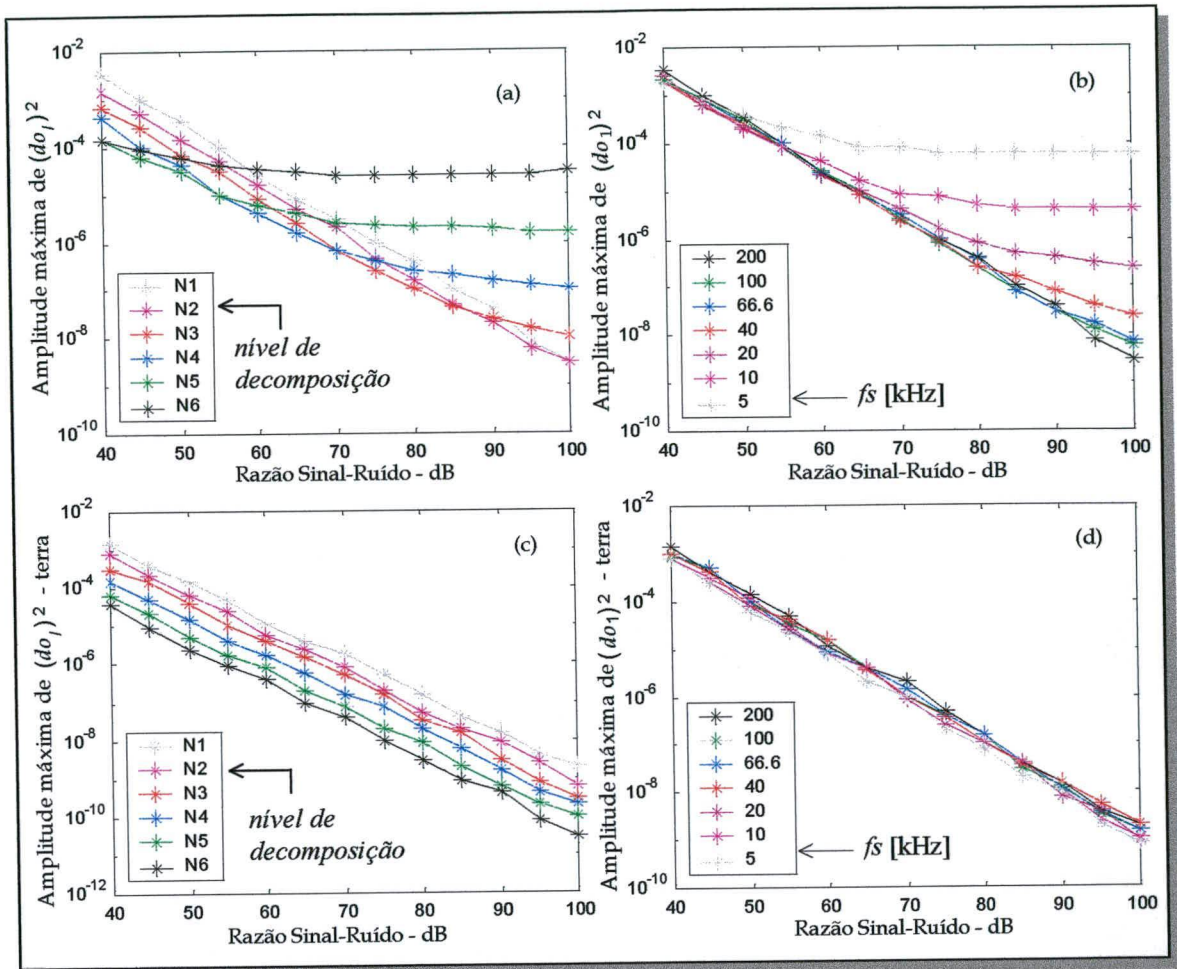 (a)
Amplitude máxima de (do_l)^2
10^-2
10^-4
10^-6
10^-8
10^-10
N1
N2
N3
N4
N5
N6
nível de
decomposição
40 50 60 70 80 90 100
Razão Sinal-Ruído - dB
(b)
Amplitude máxima de (do_1)^2
10^-2
10^-4
10^-6
10^-8
10^-10
200
100
66.6
40
20
10
5
fs [kHz]
40 50 60 70 80 90 100
Razão Sinal-Ruído - dB
(c)
Amplitude máxima de (do_l)^2 - terra
10^-2
10^-4
10^-6
10^-8
10^-10
10^-12
N1
N2
N3
N4
N5
N6
nível de
decomposição
40 50 60 70 80 90 100
Razão Sinal-Ruído - dB
(d)
Amplitude máxima de (do_1)^2 - terra
10^-2
10^-4
10^-6
10^-8
10^-10
200
100
66.6
40
20
10
5
fs [kHz]
40 50 60 70 80 90 100
Razão Sinal-Ruído - dB